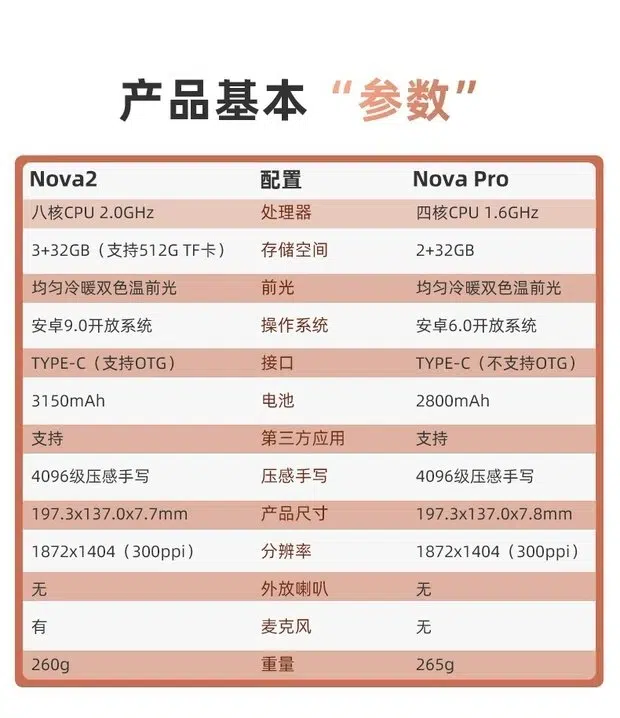 产品基本“参数”
Nova2 配置 Nova Pro
八核CPU 2.0GHz 处理器 四核CPU 1.6GHz
3+32GB（支持512G TF卡） 存储空间 2+32GB
均匀冷暖双色温前光 前光 均匀冷暖双色温前光
安卓9.0开放系统 操作系统 安卓6.0开放系统
TYPE-C（支持OTG） 接口 TYPE-C（不支持OTG）
3150mAh 电池 2800mAh
支持 第三方应用 支持
4096级压感手写 压感手写 4096级压感手写
197.3x137.0x7.7mm 产品尺寸 197.3x137.0x7.8mm
1872x1404（300ppi） 分辨率 1872x1404（300ppi）
无 外放喇叭 无
有 麦克风 无
260g 重量 265g